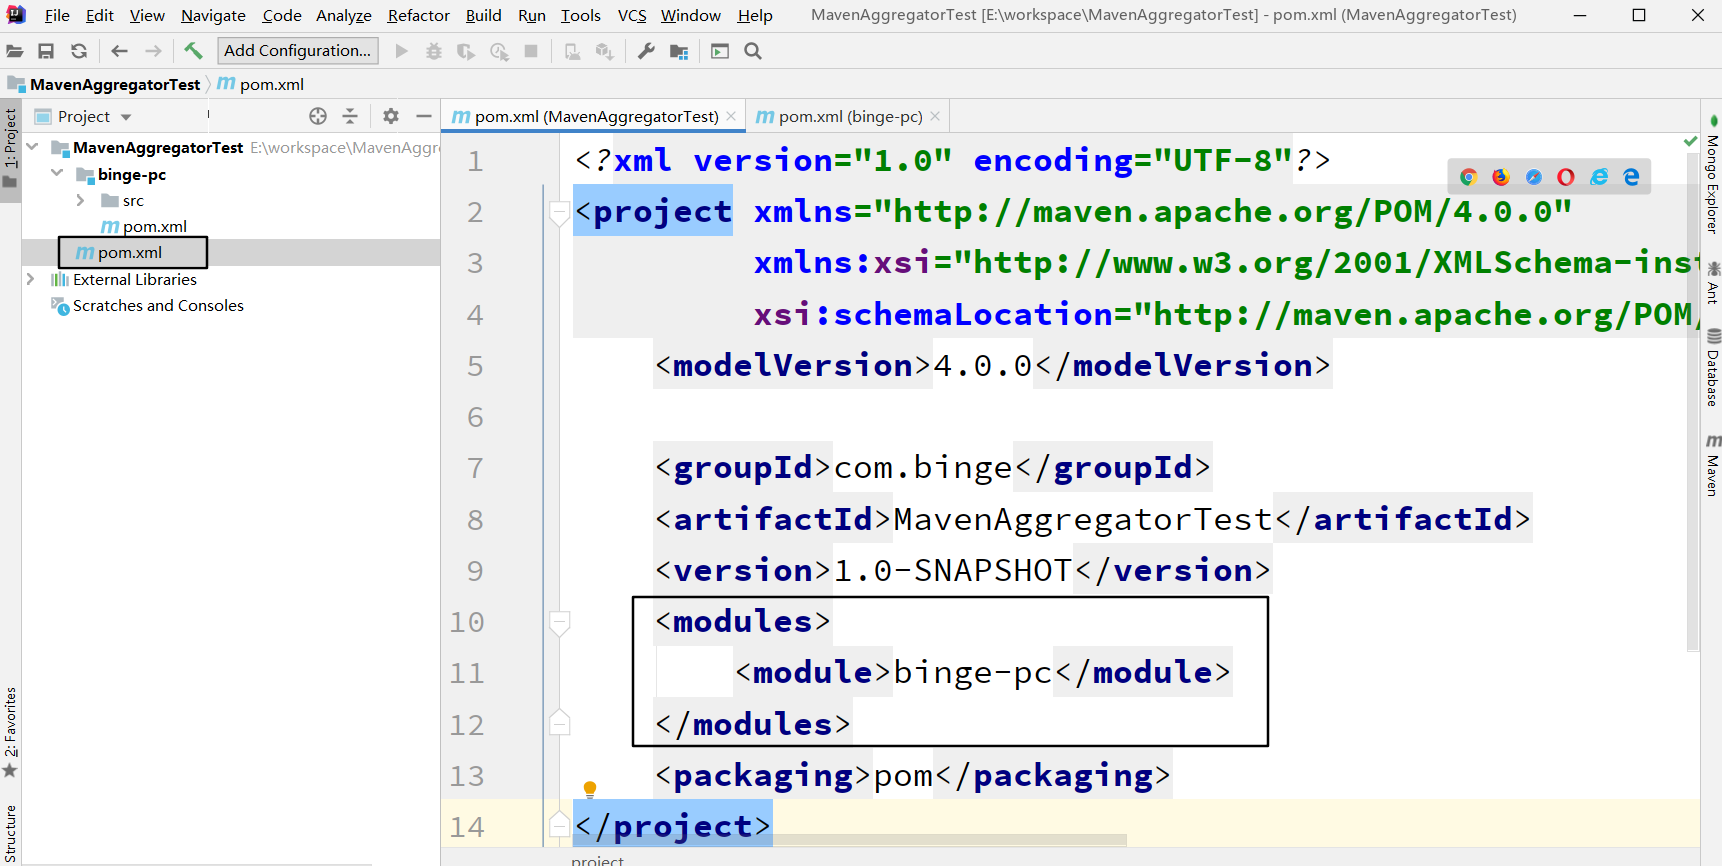 File Edit View Navigate Code Analyze Refactor Build Run Tools VCS Window Help MavenAggregatorTest [E:\workspace\MavenAggregatorTest] - pom.xml (MavenAggregatorTest)
Add Configuration...
MavenAggregatorTest pom.xml
Project
pom.xml (MavenAggregatorTest) pom.xml (binge-pc)
1: Project
MavenAggregatorTest E:\workspace\MavenAggre
binge-pc
src
pom.xml
pom.xml
External Libraries
Scratches and Consoles
2: Favorites
Structure
1 <?xml version="1.0" encoding="UTF-8"?>
2 <project xmlns="http://maven.apache.org/POM/4.0.0"
3 xmlns:xsi="http://www.w3.org/2001/XMLSchema-inst
4 xsi:schemaLocation="http://maven.apache.org/POM/
5 <modelVersion>4.0.0</modelVersion>
6
7 <groupId>com.binge</groupId>
8 <artifactId>MavenAggregatorTest</artifactId>
9 <version>1.0-SNAPSHOT</version>
10 <modules>
11 <module>binge-pc</module>
12 </modules>
13 <packaging>pom</packaging>
14 </project>
project
Mongo Explorer
Ant
Database
Maven